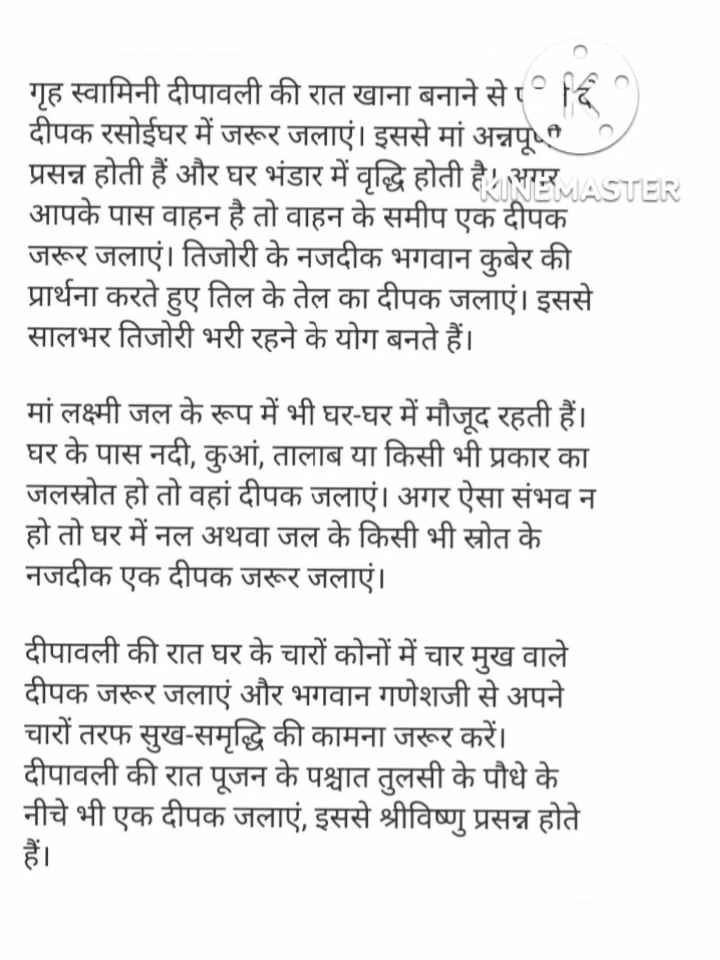 गृह स्वामिनी दीपावली की रात खाना बनाने से
दीपक रसोईघर में जरूर जलाएं। इससे मां
प्रसन्न होती हैं और घर भंडार में वृद्धि होती है। अगर
KINEMASTER
आपके पास वाहन है तो वाहन के समीप एक दीपक
जरूर जलाएं। तिजोरी के नजदीक भगवान कुबेर की
प्रार्थना करते हुए तिल के तेल का दीपक जलाएं। इससे
सालभर तिजोरी भरी रहने के योग बनते हैं।
मां लक्ष्मी जल के रूप में भी घर-घर में मौजूद रहती हैं।
घर के पास नदी, कुआं, तालाब या किसी भी प्रकार का
जलस्रोत हो तो वहां दीपक जलाएं। अगर ऐसा संभव न
हो तो घर में नल अथवा जल के किसी भी स्रोत के
नजदीक एक दीपक जरूर जलाएं।
दीपावली की रात घर के चारों कोनों में चार मुख वाले
दीपक जरूर जलाएं और भगवान गणेशजी से अपने
चारों तरफ सुख-समृद्धि की कामना जरूर करें।
दीपावली की रात पूजन के पश्चात तुलसी के पौधे के
नीचे भी एक दीपक जलाएं, इससे श्रीविष्णु प्रसन्न होते
हैं।